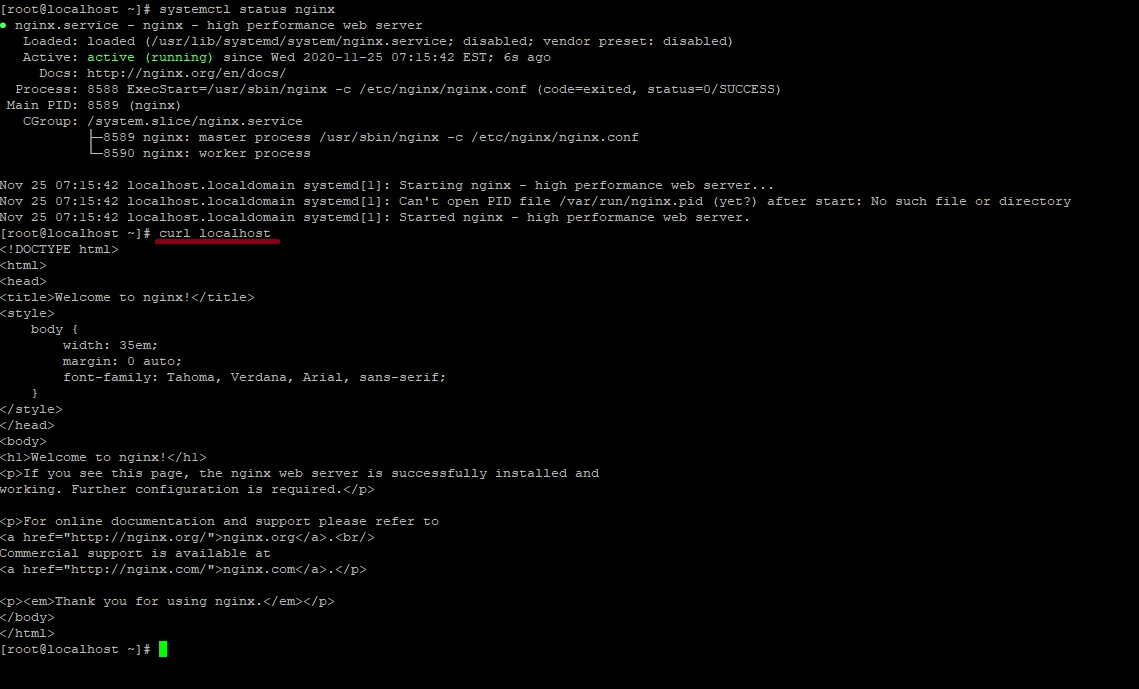 [root@localhost ~]# systemctl status nginx
● nginx.service - nginx - high performance web server
   Loaded: loaded (/usr/lib/systemd/system/nginx.service; disabled; vendor preset: disabled)
   Active: active (running) since Wed 2020-11-25 07:15:42 EST; 6s ago
     Docs: http://nginx.org/en/docs/
  Process: 8588 ExecStart=/usr/sbin/nginx -c /etc/nginx/nginx.conf (code=exited, status=0/SUCCESS)
 Main PID: 8589 (nginx)
   CGroup: /system.slice/nginx.service
           ├─8589 nginx: master process /usr/sbin/nginx -c /etc/nginx/nginx.conf
           └─8590 nginx: worker process

Nov 25 07:15:42 localhost.localdomain systemd[1]: Starting nginx - high performance web server...
Nov 25 07:15:42 localhost.localdomain systemd[1]: Can't open PID file /var/run/nginx.pid (yet?) after start: No such file or directory
Nov 25 07:15:42 localhost.localdomain systemd[1]: Started nginx - high performance web server.
[root@localhost ~]# curl localhost
<!DOCTYPE html>
<html>
<head>
<title>Welcome to nginx!</title>
<style>
    body {
        width: 35em;
        margin: 0 auto;
        font-family: Tahoma, Verdana, Arial, sans-serif;
    }
</style>
</head>
<body>
<h1>Welcome to nginx!</h1>
<p>If you see this page, the nginx web server is successfully installed and
working. Further configuration is required.</p>

<p>For online documentation and support please refer to
<a href="http://nginx.org/">nginx.org</a>.<br/>
Commercial support is available at
<a href="http://nginx.com/">nginx.com</a>.</p>

<p><em>Thank you for using nginx.</em></p>
</body>
</html>
[root@localhost ~]#